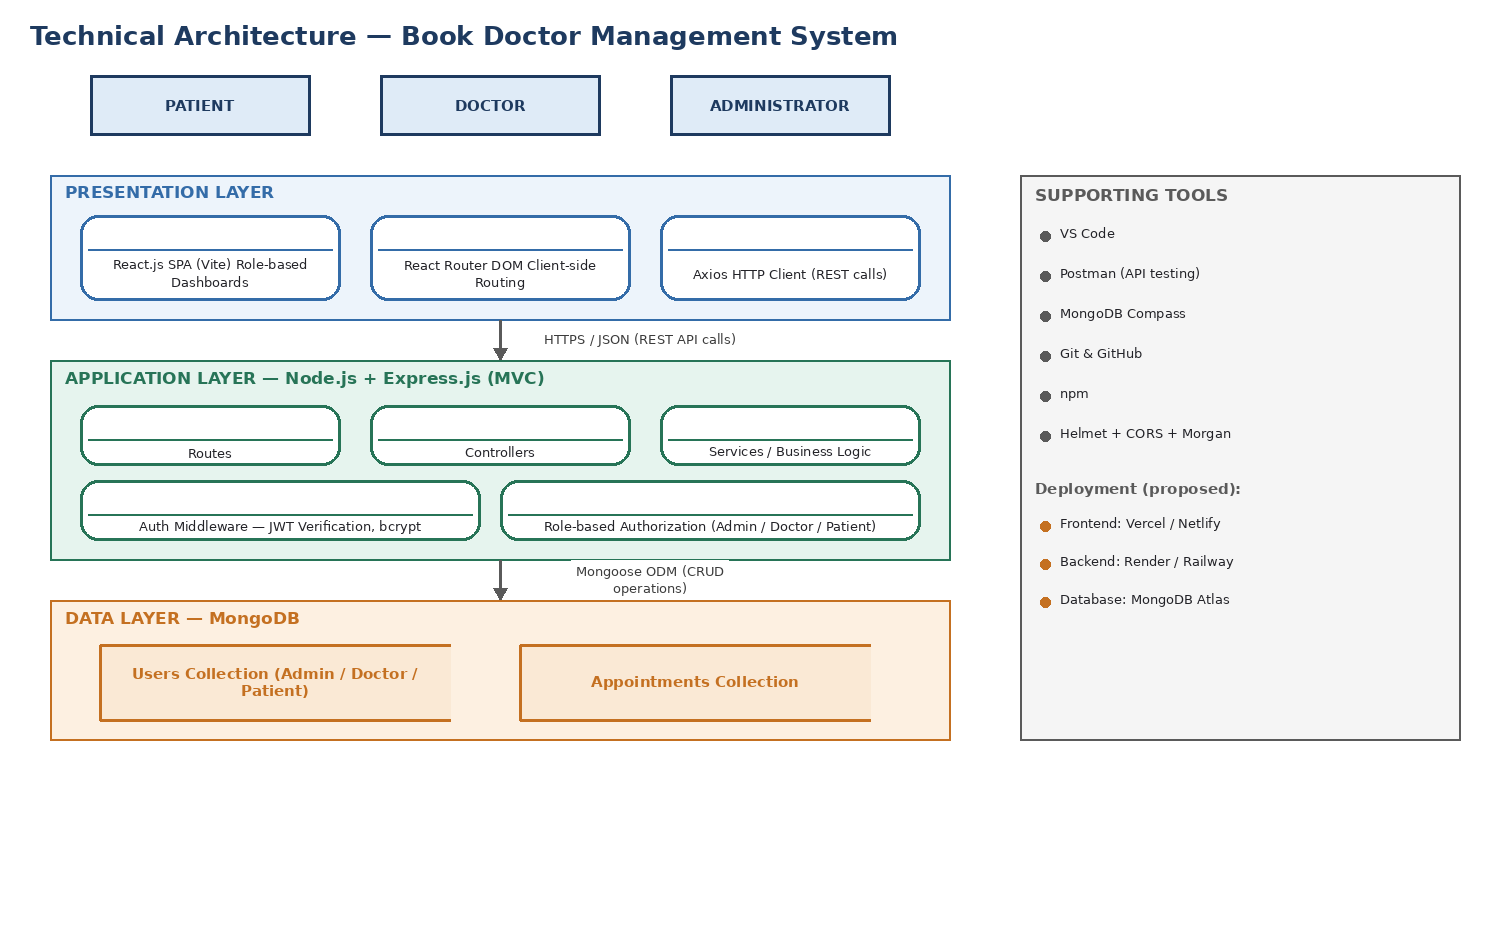 Technical Architecture — Book Doctor Management System
PATIENT
DOCTOR
ADMINISTRATOR
PRESENTATION LAYER
React.js SPA (Vite) Role-based
Dashboards
React Router DOM Client-side
Routing
Axios HTTP Client (REST calls)
HTTPS / JSON (REST API calls)
APPLICATION LAYER — Node.js + Express.js (MVC)
Routes
Controllers
Services / Business Logic
Auth Middleware — JWT Verification, bcrypt
Role-based Authorization (Admin / Doctor / Patient)
Mongoose ODM (CRUD
operations)
DATA LAYER — MongoDB
Users Collection (Admin / Doctor /
Patient)
Appointments Collection
SUPPORTING TOOLS
VS Code
Postman (API testing)
MongoDB Compass
Git & GitHub
npm
Helmet + CORS + Morgan
Deployment (proposed):
Frontend: Vercel / Netlify
Backend: Render / Railway
Database: MongoDB Atlas